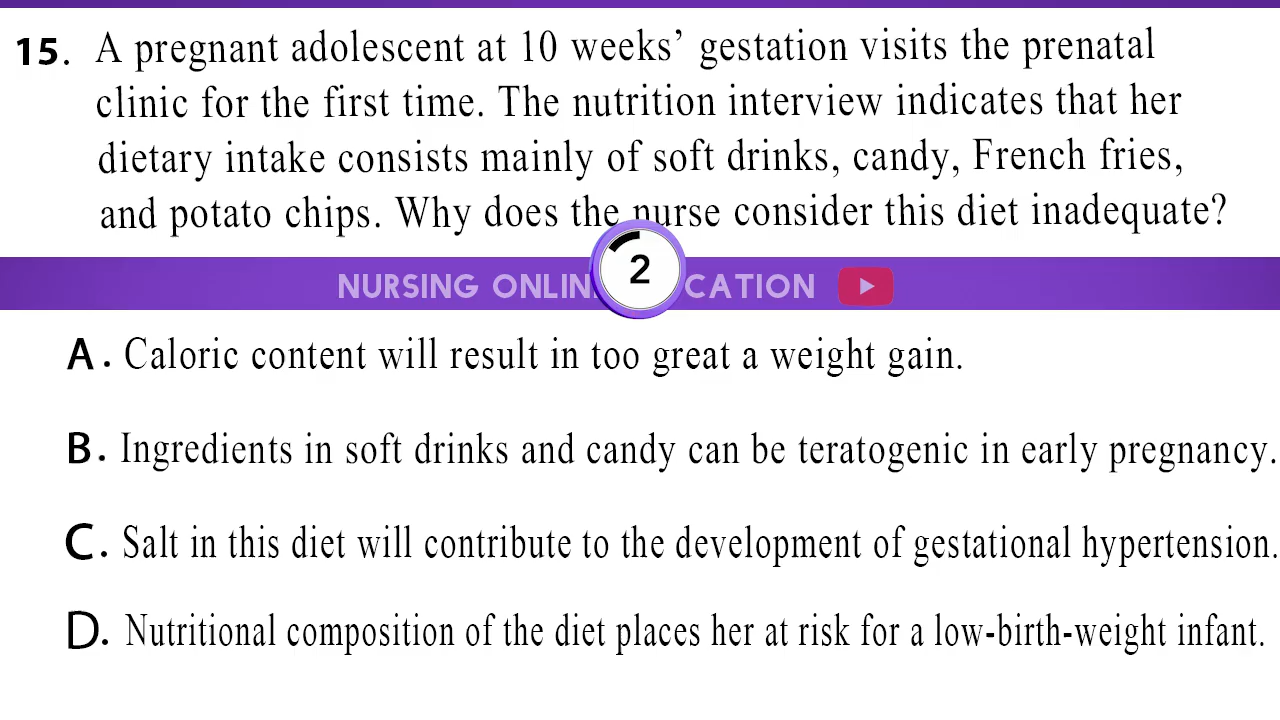 15. A pregnant adolescent at 10 weeks’ gestation visits the prenatal
clinic for the first time. The nutrition interview indicates that her
dietary intake consists mainly of soft drinks, candy, French fries,
and potato chips. Why does the nurse consider this diet inadequate?
NURSING ONLIN 2 CATION
A. Caloric content will result in too great a weight gain.
B. Ingredients in soft drinks and candy can be teratogenic in early pregnancy.
C. Salt in this diet will contribute to the development of gestational hypertension.
D. Nutritional composition of the diet places her at risk for a low-birth-weight infant.